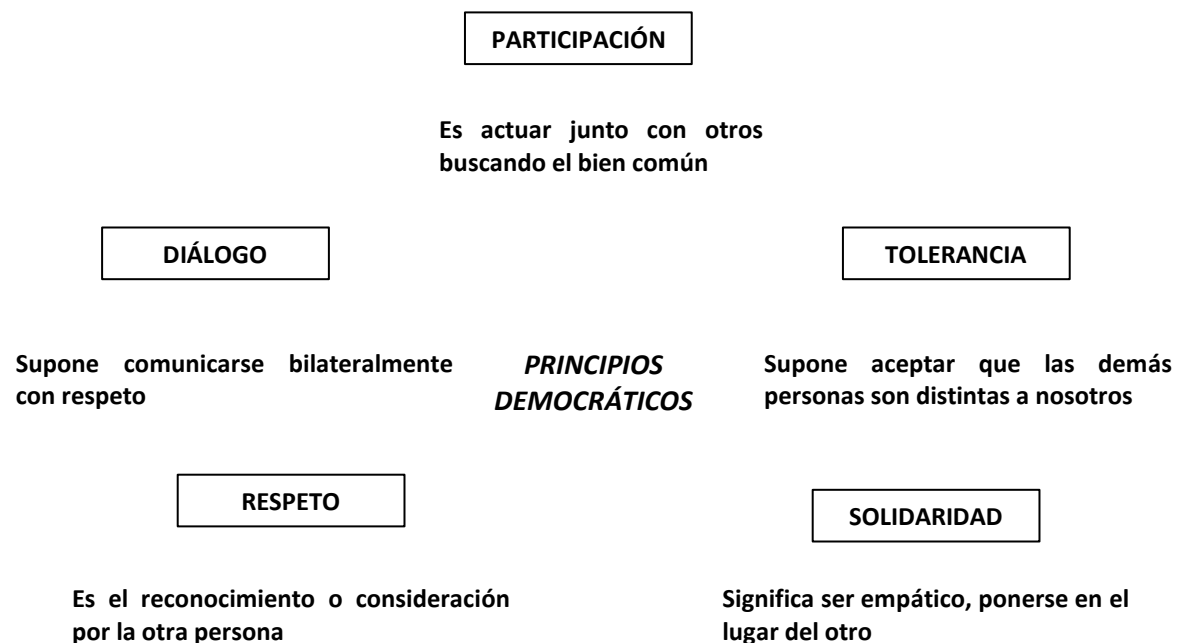 PARTICIPACIÓN
Es actuar junto con otros
buscando el bien común
DIÁLOGO
TOLERANCIA
Supone comunicarse bilateralmente
con respeto
PRINCIPIOS
DEMOCRÁTICOS
Supone aceptar que las demás
personas son distintas a nosotros
RESPETO
SOLIDARIDAD
Es el reconocimiento o consideración
por la otra persona
Significa ser empático, ponerse en el
lugar del otro